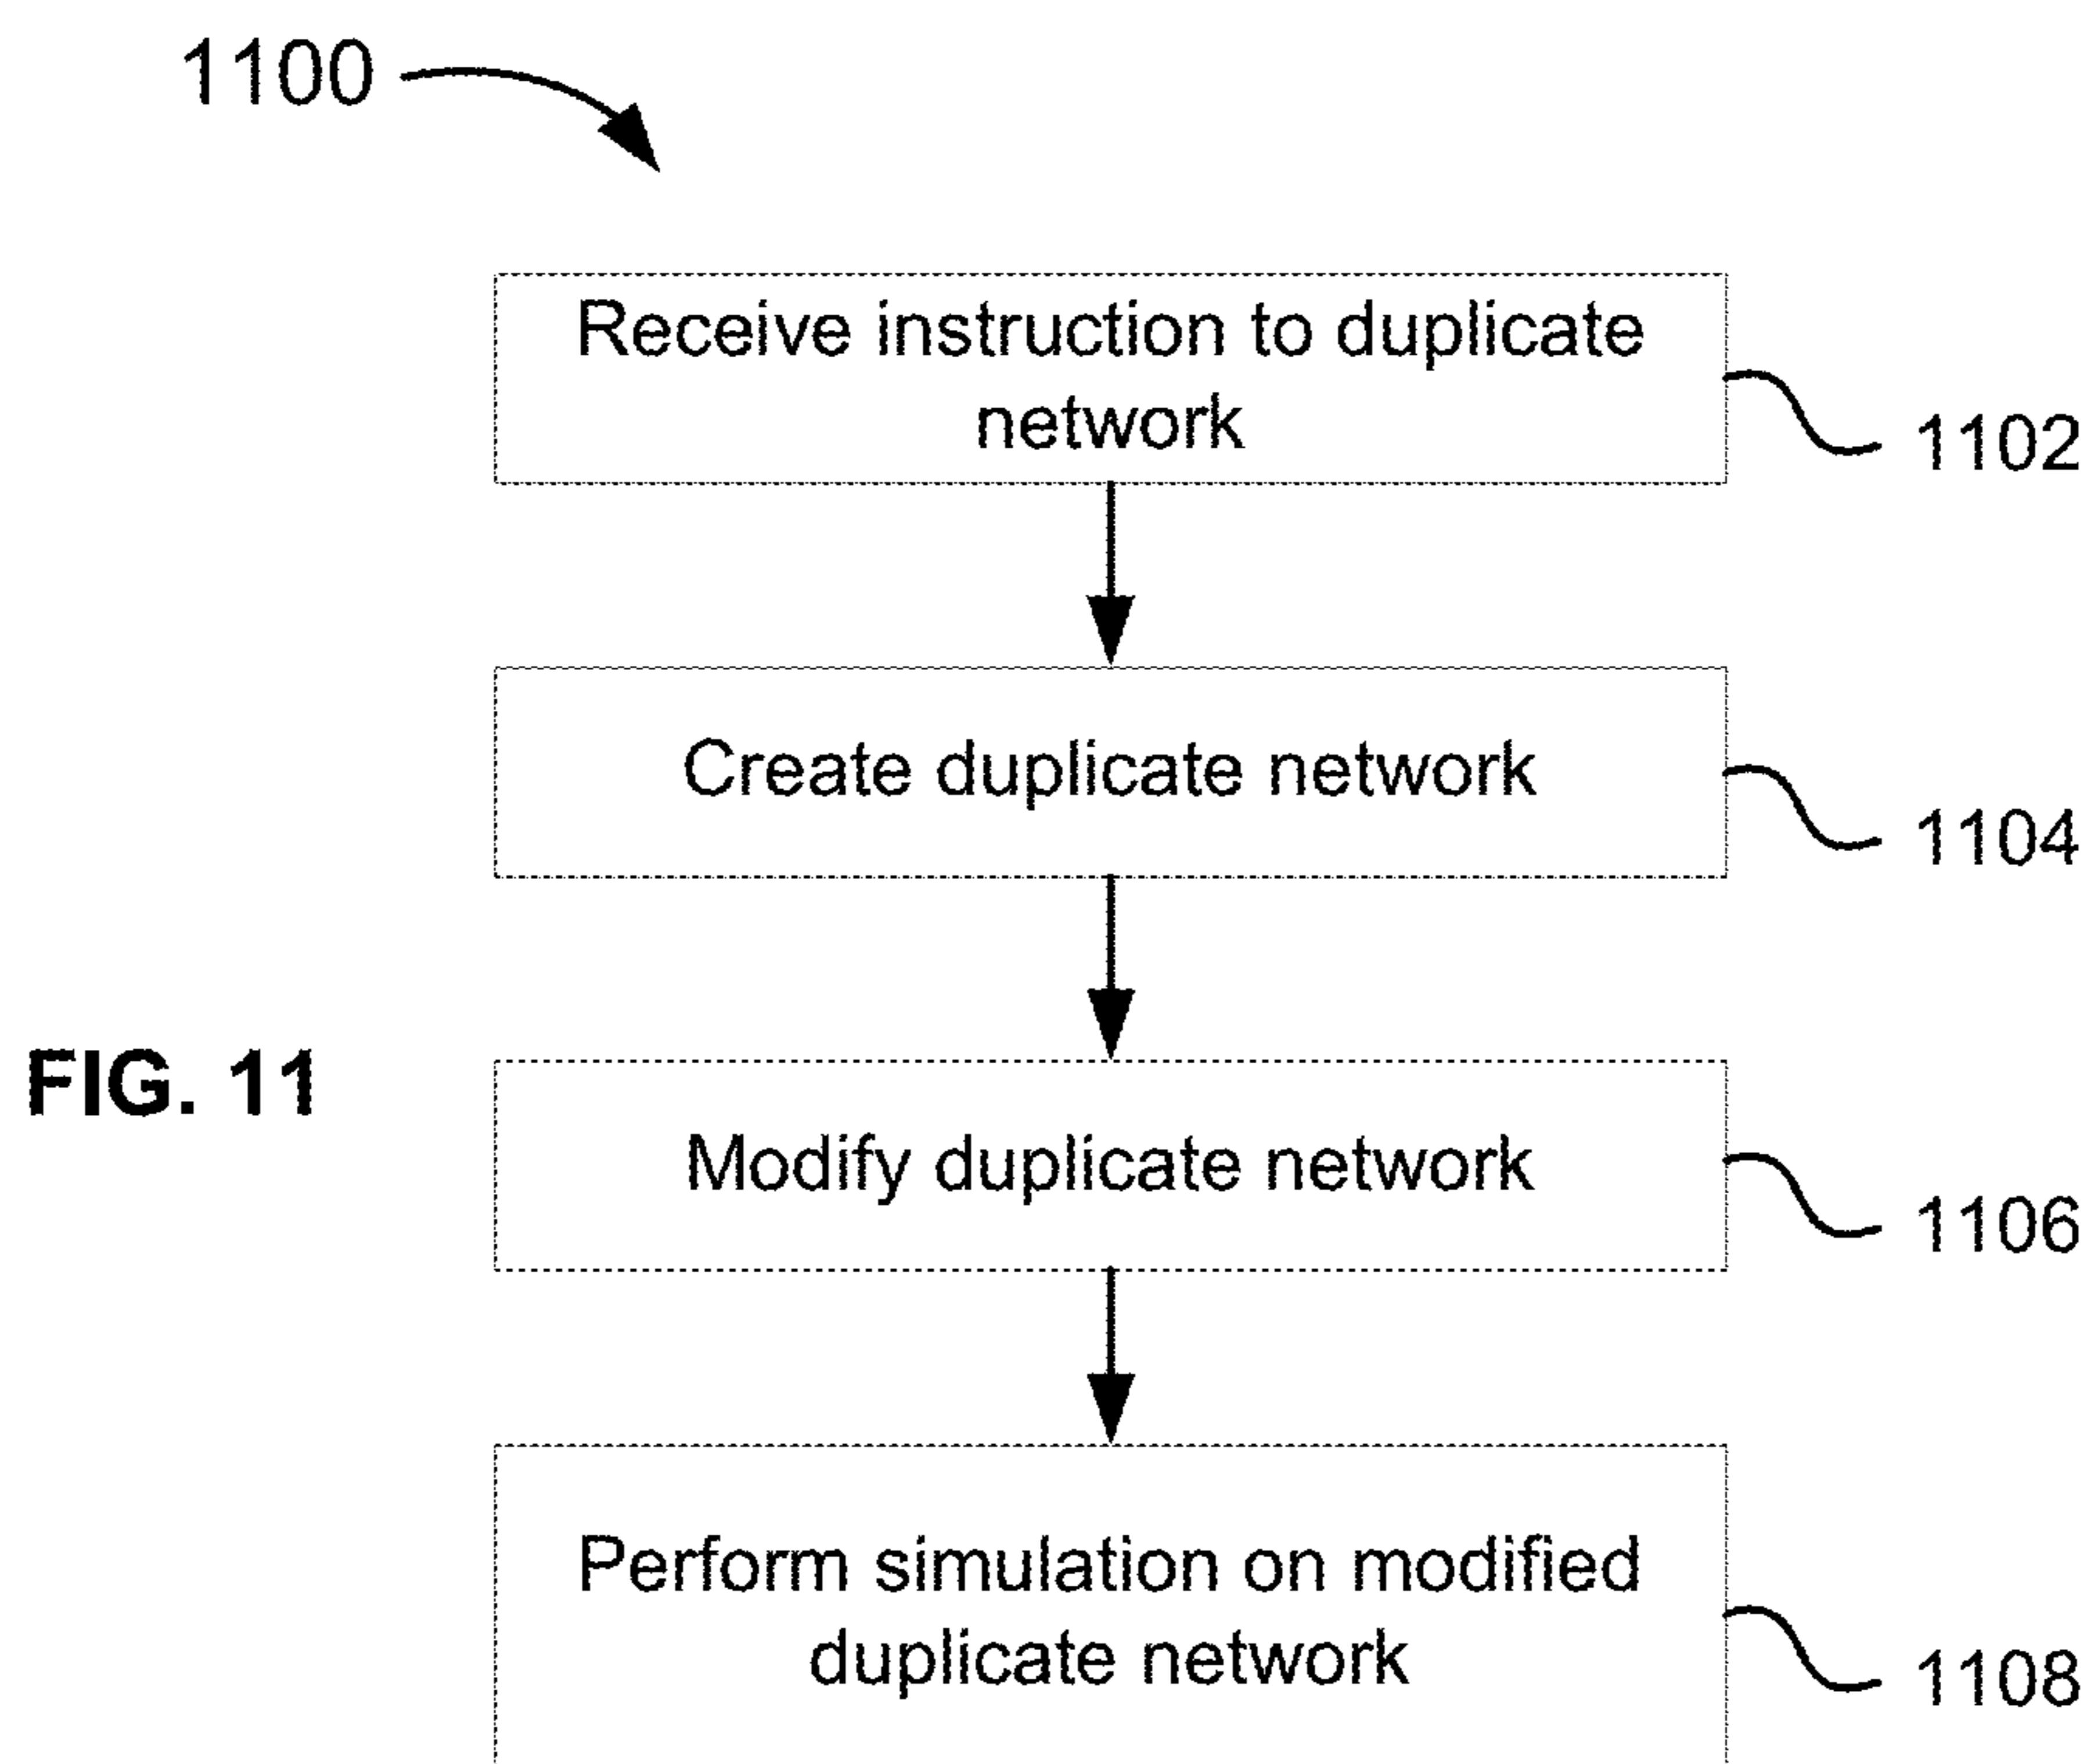 1100
Receive instruction to duplicate
network
1102
Create duplicate network
1104
FIG. 11
Modify duplicate network
1106
Perform simulation on modified
duplicate network
1108